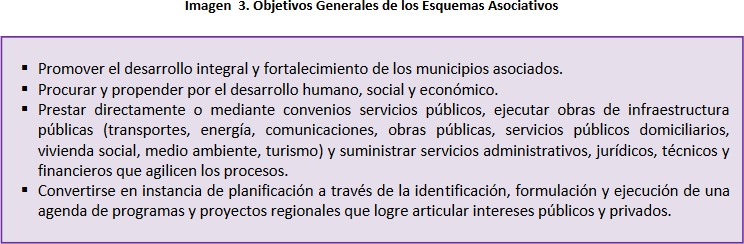 Imagen 3. Objetivos Generales de los Esquemas Asociativos
▪ Promover el desarrollo integral y fortalecimiento de los municipios asociados.
▪ Procurar y propender por el desarrollo humano, social y económico.
▪ Prestar directamente o mediante convenios servicios públicos, ejecutar obras de infraestructura
públicas (transportes, energía, comunicaciones, obras públicas, servicios públicos domiciliarios,
vivienda social, medio ambiente, turismo) y suministrar servicios administrativos, jurídicos, técnicos y
financieros que agilicen los procesos.
▪ Convertirse en instancia de planificación a través de la identificación, formulación y ejecución de una
agenda de programas y proyectos regionales que logre articular intereses públicos y privados.